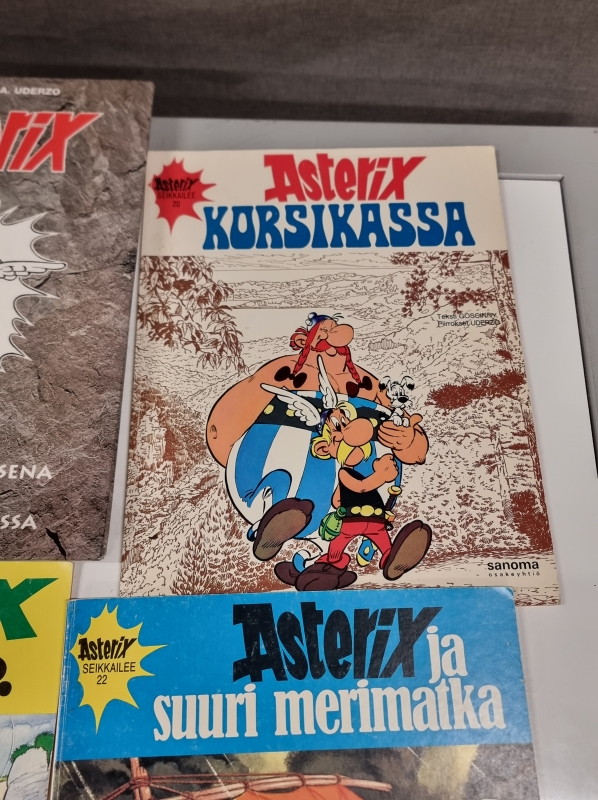 A. UDERZO
rix
SENA
SSA
Asterix
SEIKKAILEE
20
Asterix
KORSIKASSA
Teksti GOSCINNY
Piirrokset UDERZO
sanoma
osakeyhtiö
X
Asterix
SEIKKAILEE
22
Asterix ja
suuri merimatka